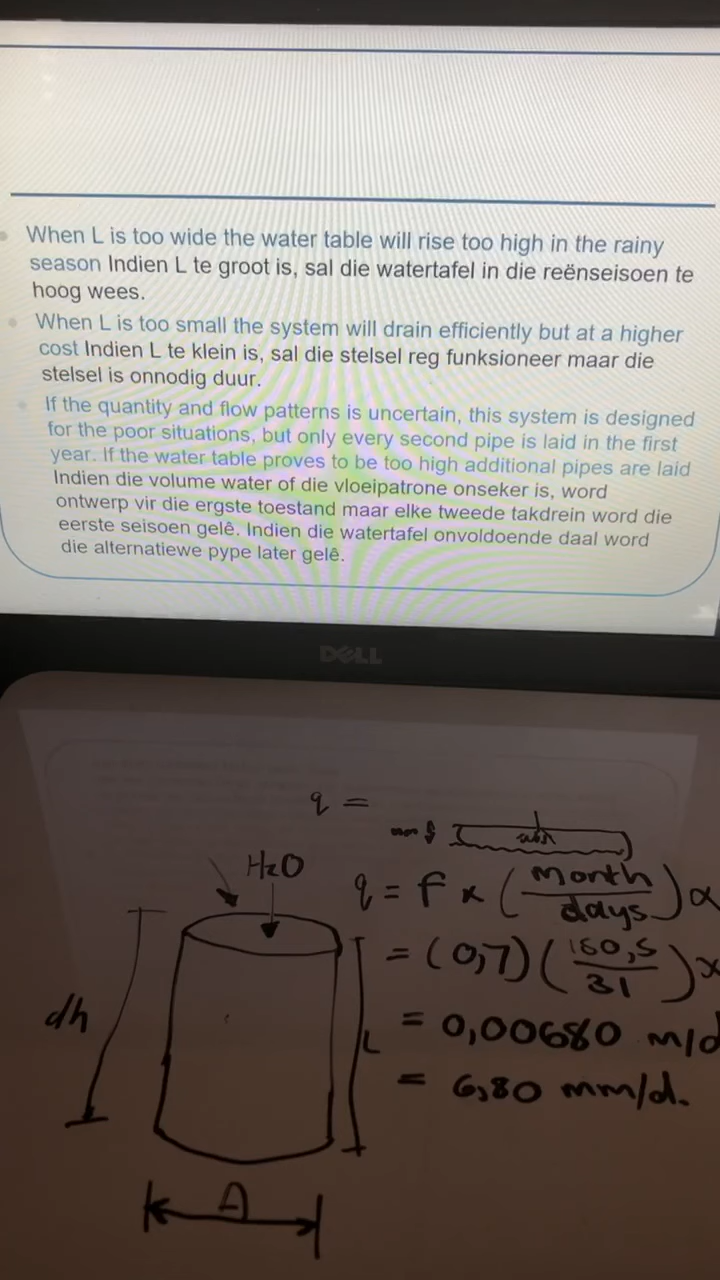 When L is too wide the water table will rise too high in the rainy
season Indien L te groot is, sal die watertafel in die reënseisoen te
hoog wees.
When L is too small the system will drain efficiently but at a higher
cost Indien L te klein is, sal die stelsel reg funksioneer maar die
stelsel is onnodig duur.
If the quantity and flow patterns is uncertain, this system is designed
for the poor situations, but only every second pipe is laid in the first
year. If the water table proves to be too high additional pipes are laid
Indien die volume water of die vloeipatrone onseker is, word
ontwerp vir die ergste toestand maar elke tweede takdrein word die
eerste seisoen gelê. Indien die watertafel onvoldoende daal word
die alternatiewe pype later gelê.
DELL
q =
H2O
q = f x (month/days) x
= (0,7)(
/31) x
dh
L
= 0,00680 m/d
= 6,80 mm/d.
A